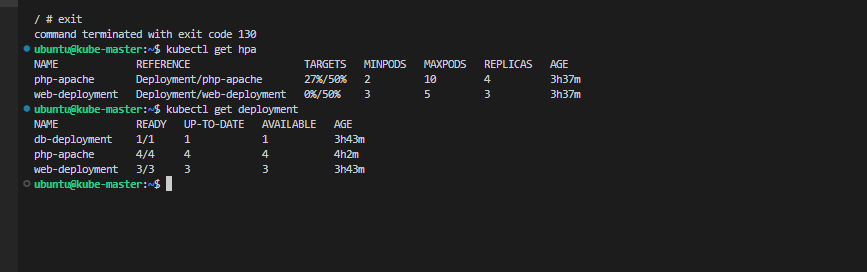 / # exit
command terminated with exit code 130
ubuntu@kube-master:~$ kubectl get hpa
NAME REFERENCE TARGETS MINPODS MAXPODS REPLICAS AGE
php-apache Deployment/php-apache 27%/50% 2 10 4 3h37m
web-deployment Deployment/web-deployment 0%/50% 3 5 3 3h37m
ubuntu@kube-master:~$ kubectl get deployment
NAME READY UP-TO-DATE AVAILABLE AGE
db-deployment 1/1 1 1 3h43m
php-apache 4/4 4 4 4h2m
web-deployment 3/3 3 3 3h43m
ubuntu@kube-master:~$